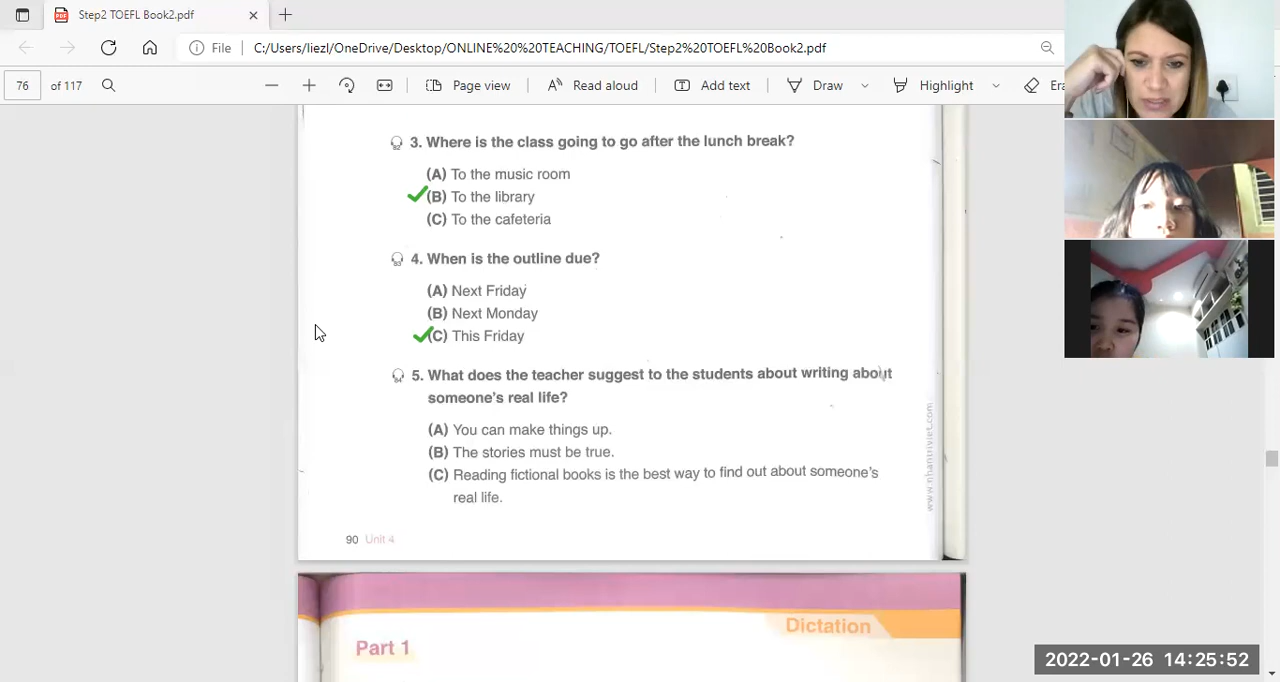 Step2 TOEFL Book2.pdf
File C:/Users/liezl/OneDrive/Desktop/ONLINE%20%20TEACHING/TOEFL/Step2%20TOEFL%20Book2.pdf
76 of 117 Page view Read aloud Add text Draw Highlight Era
3. Where is the class going to go after the lunch break?
(A) To the music room
(B) To the library
(C) To the cafeteria
4. When is the outline due?
(A) Next Friday
(B) Next Monday
(C) This Friday
5. What does the teacher suggest to the students about writing about
someone's real life?
(A) You can make things up.
(B) The stories must be true.
(C) Reading fictional books is the best way to find out about someone's
real life.
www.nhantriviet.com
90 Unit 4
Dictation
Part 1
2022-01-26 14:25:52